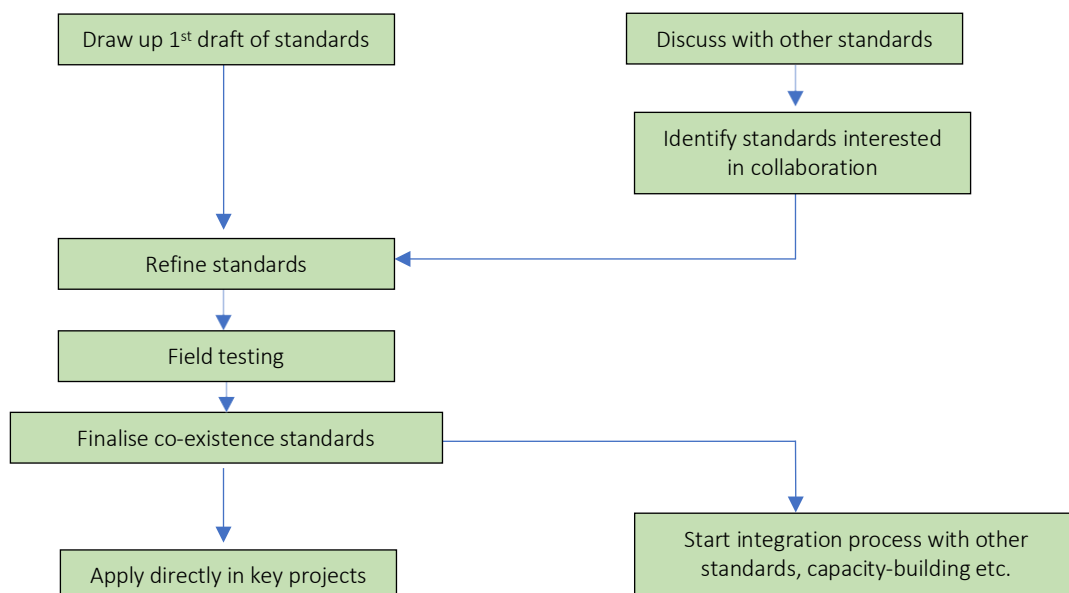 Draw up 1st draft of standards
Discuss with other standards
Identify standards interested
in collaboration
Refine standards
Field testing
Finalise co-existence standards
Apply directly in key projects
Start integration process with other
standards, capacity-building etc.